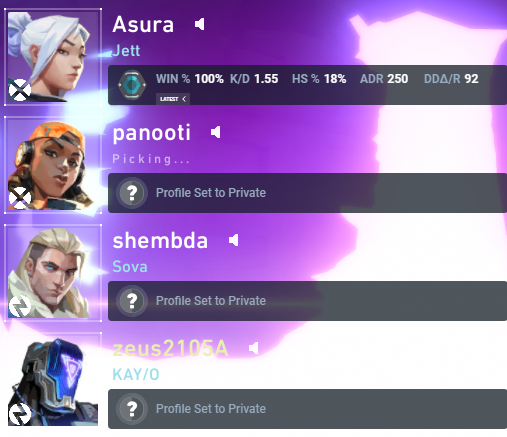 Asura
Jett
WIN % 100% K/D 1.55 HS % 18% ADR 250 DDΔ/R 92
LATEST <
panooti
Picking...
? Profile Set to Private
shembda
Sova
? Profile Set to Private
zeus2105A
KAY/O
? Profile Set to Private